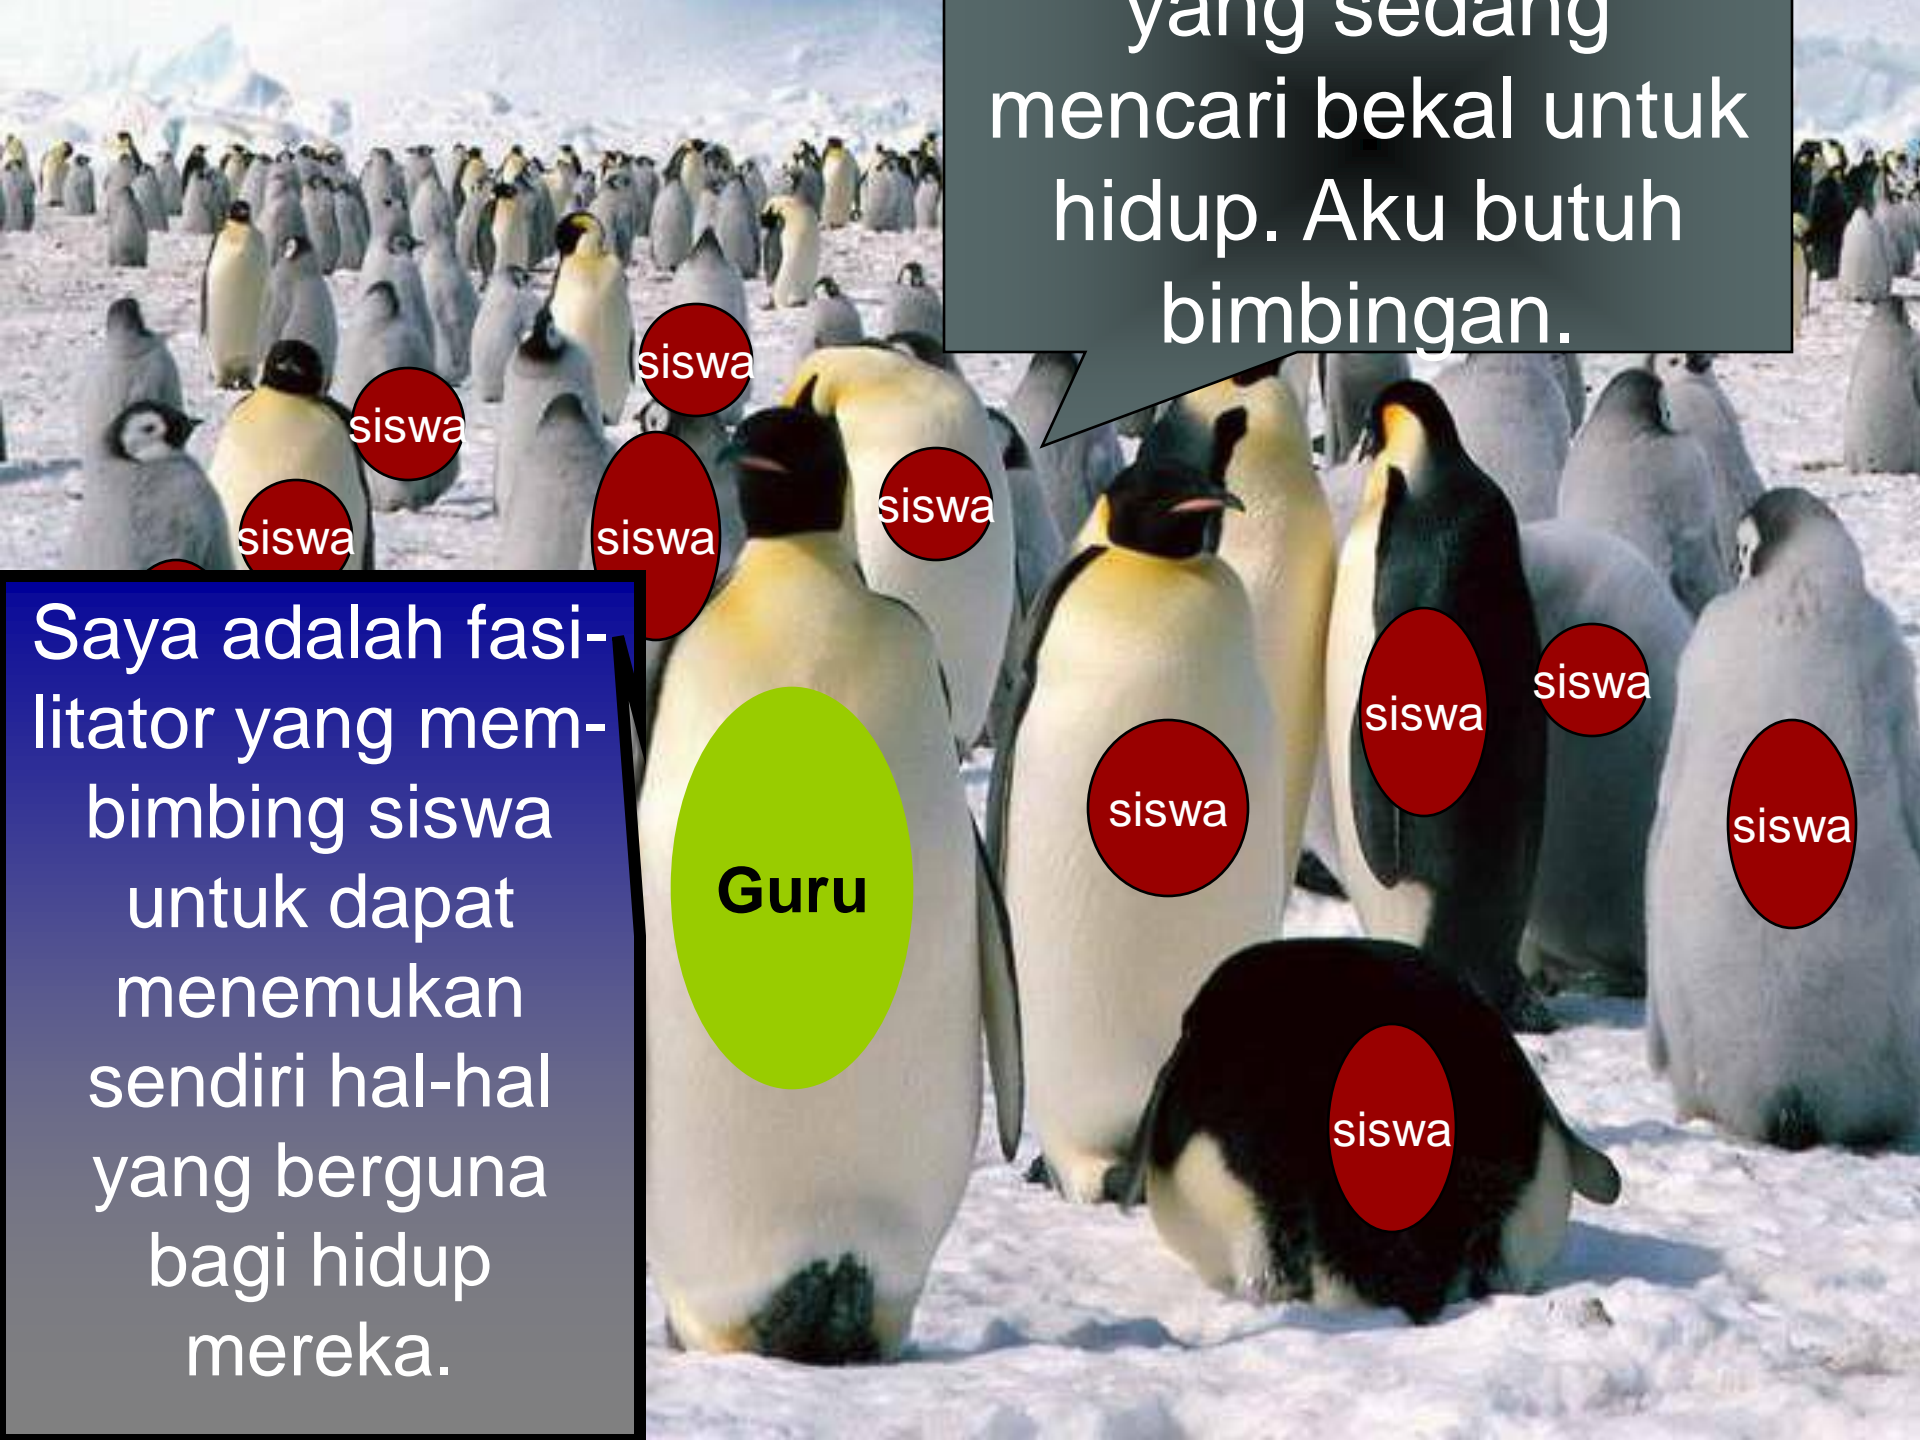 yang sedang
mencari bekal untuk
hidup. Aku butuh
bimbingan.
siswa
siswa
siswa
siswa
siswa
Saya adalah fasi-
litator yang mem-
bimbing siswa
untuk dapat
menemukan
sendiri hal-hal
yang berguna
bagi hidup
mereka.
Guru
siswa
siswa
siswa
siswa
siswa